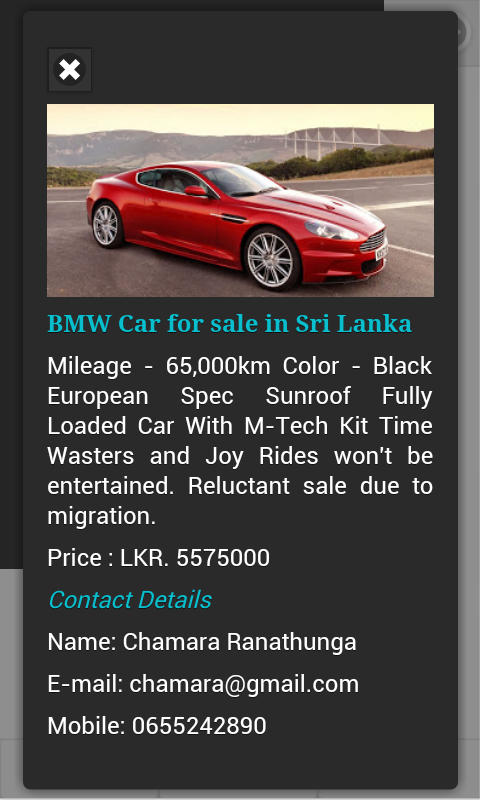 BMW Car for sale in Sri Lanka
Mileage - 65,000km Color - Black
European Spec Sunroof Fully
Loaded Car With M-Tech Kit Time
Wasters and Joy Rides won't be
entertained. Reluctant sale due to
migration.
Price : LKR. 5575000
Contact Details
Name: Chamara Ranathunga
E-mail: chamara@gmail.com
Mobile: 0655242890